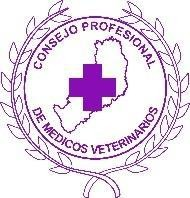 CONSEJO PROFESIONAL
DE MEDICOS VETERINARIOS